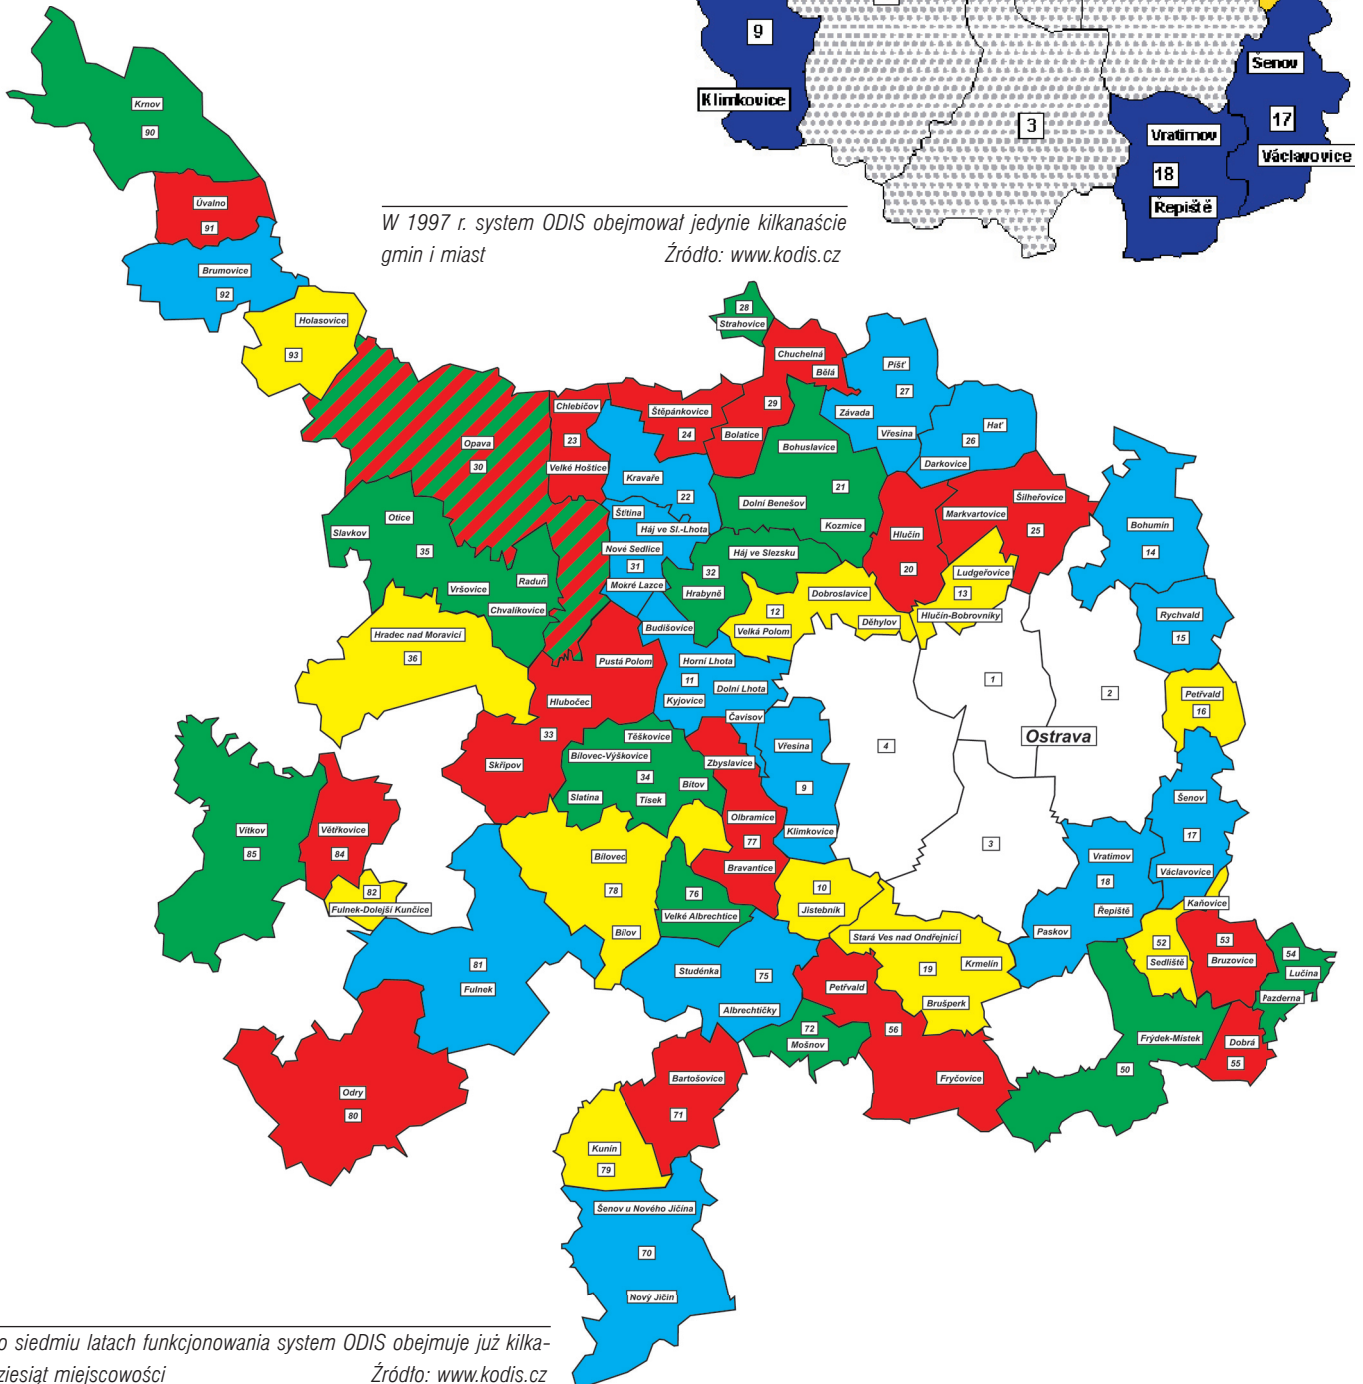 9
Klimkovice
3
Šenov
17
Vratimov
Václavovice
18
Řepiště
W 1997 r. system ODIS obejmował jedynie kilkanaście
gmin i miast Źródło: www.kodis.cz
Krnov
90
Úvalno
91
Brumovice
92
Holasovice
93
28
Strahovice
Chuchelná
Bělá
29
Bolatice
Píšť
27
Závada
Vřesina
Hať
26
Darkovice
Chlebičov
23
Velké Hoštice
Štěpánkovice
24
Opava
30
Kravaře
22
Bohuslavice
21
Dolní Benešov
Kozmice
Hlučín
20
Šilheřovice
Markvartovice
25
Bohumín
14
Štítina
Háj ve Sl.-Lhota
Nové Sedlice
31
Mokré Lazce
Slavkov
Otice
35
Vršovice
Raduň
Chvalíkovice
Háj ve Slezsku
32
Hrabyně
12
Dobroslavice
Velká Polom
Děhylov
Ludgeřovice
13
Hlučín-Bobrovníky
Rychvald
15
Hradec nad Moravicí
36
Budišovice
Pustá Polom
Horní Lhota
11
Dolní Lhota
Kyjovice
Čavisov
Hlubočec
33
Skřipov
1
2
Petřvald
16
Ostrava
4
3
Těškovice
Bílovec-Výškovice
34
Bítov
Slatina
Tísek
Zbyslavice
Vřesina
9
Klimkovice
Olbramice
77
Bravantice
Šenov
17
Václavovice
Kaňovice
Vratimov
18
Řepiště
Paskov
Vítkov
85
Větřkovice
84
82
Fulnek-Dolejší Kunčice
Bílovec
78
Bílov
76
Velké Albrechtice
10
Jistebník
Stará Ves nad Ondřejnicí
19
Krmelín
Brušperk
52
Sedliště
53
Bruzovice
54
Lučina
Pazderna
81
Fulnek
Studénka
75
Albrechtičky
Petřvald
56
72
Mošnov
Fryčovice
Frýdek-Místek
50
Dobrá
55
Odry
80
Bartošovice
71
Kunín
79
Šenov u Nového Jičína
70
Nový Jičín
o siedmiu latach funkcjonowania system ODIS obejmuje już kilka-
ziesiąt miejscowości Źródło: www.kodis.cz